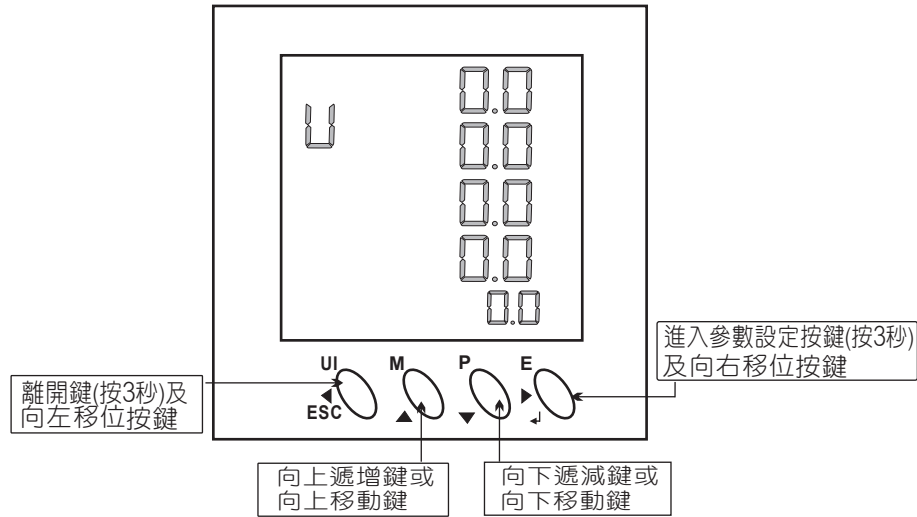 U
0.0
0.0
0.0
0.0
0.0
UI M P E
ESC
離開鍵(按3秒)及
向左移位按鍵
向上遞增鍵或
向上移動鍵
向下遞減鍵或
向下移動鍵
進入參數設定按鍵(按3秒)
及向右移位按鍵